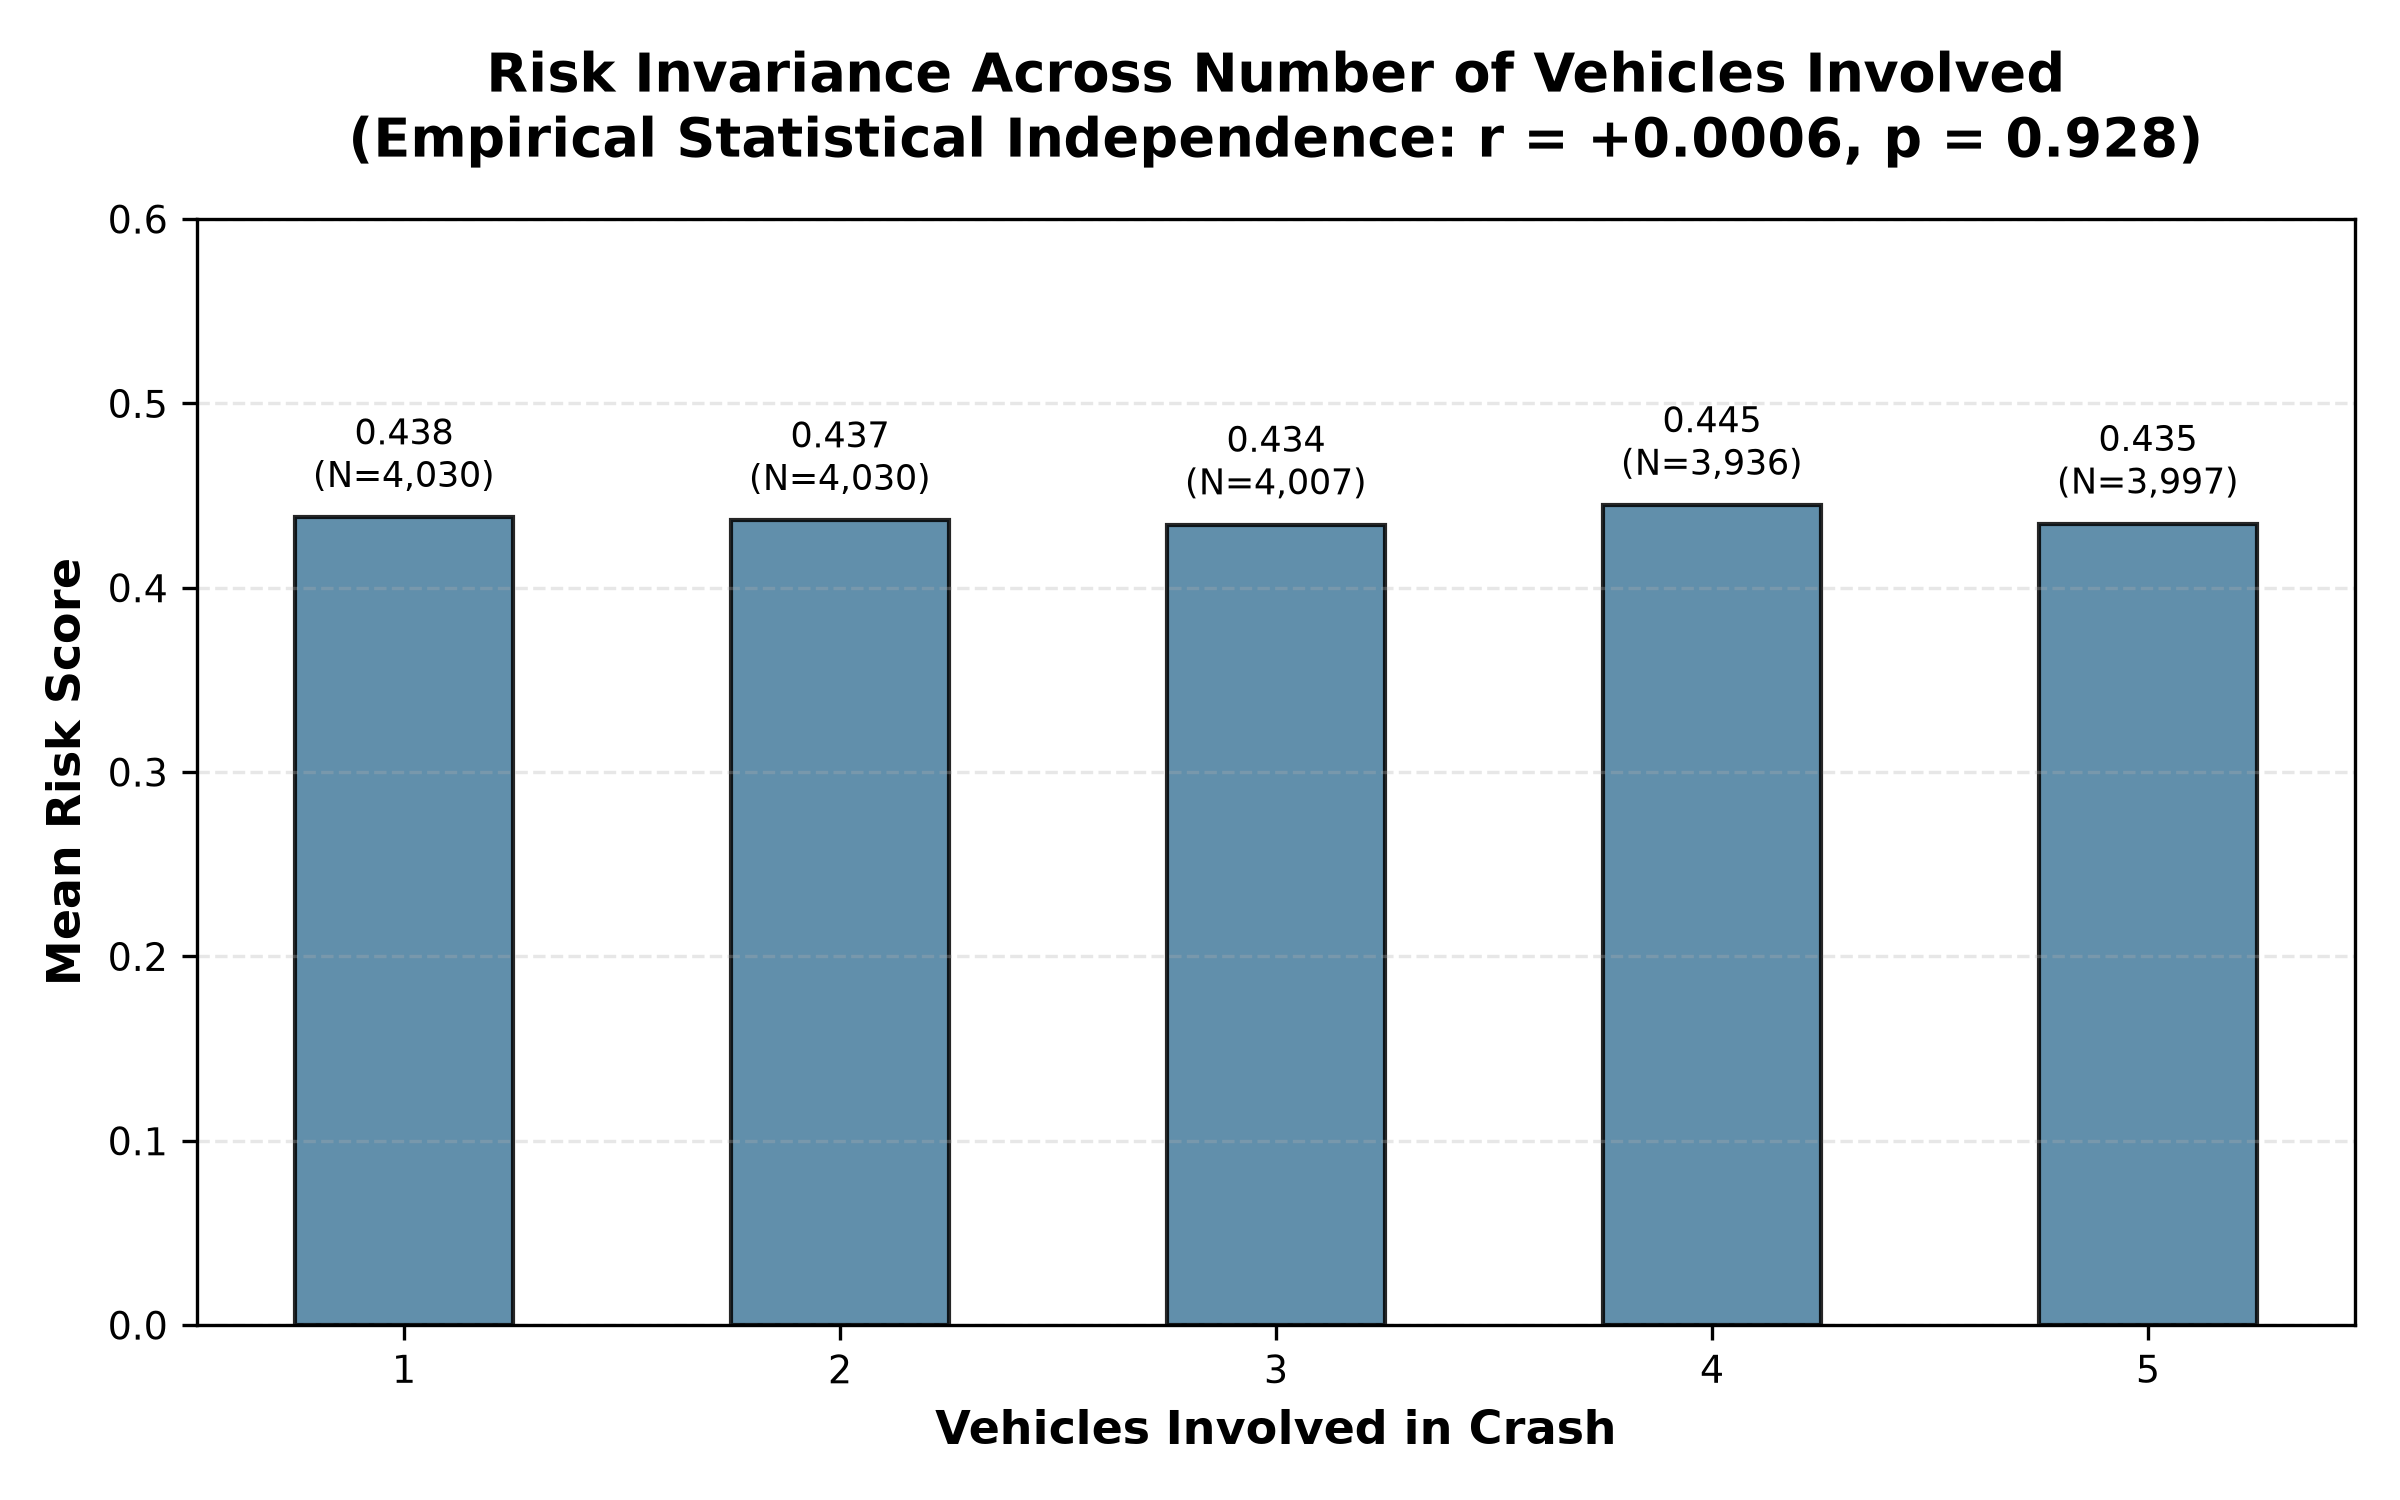 Risk Invariance Across Number of Vehicles Involved
(Empirical Statistical Independence: r = +0.0006, p = 0.928)
Mean Risk Score
0.6
0.5
0.4
0.3
0.2
0.1
0.0
0.438
(N=4,030)
0.437
(N=4,030)
0.434
(N=4,007)
0.445
(N=3,936)
0.435
(N=3,997)
1
2
3
4
5
Vehicles Involved in Crash